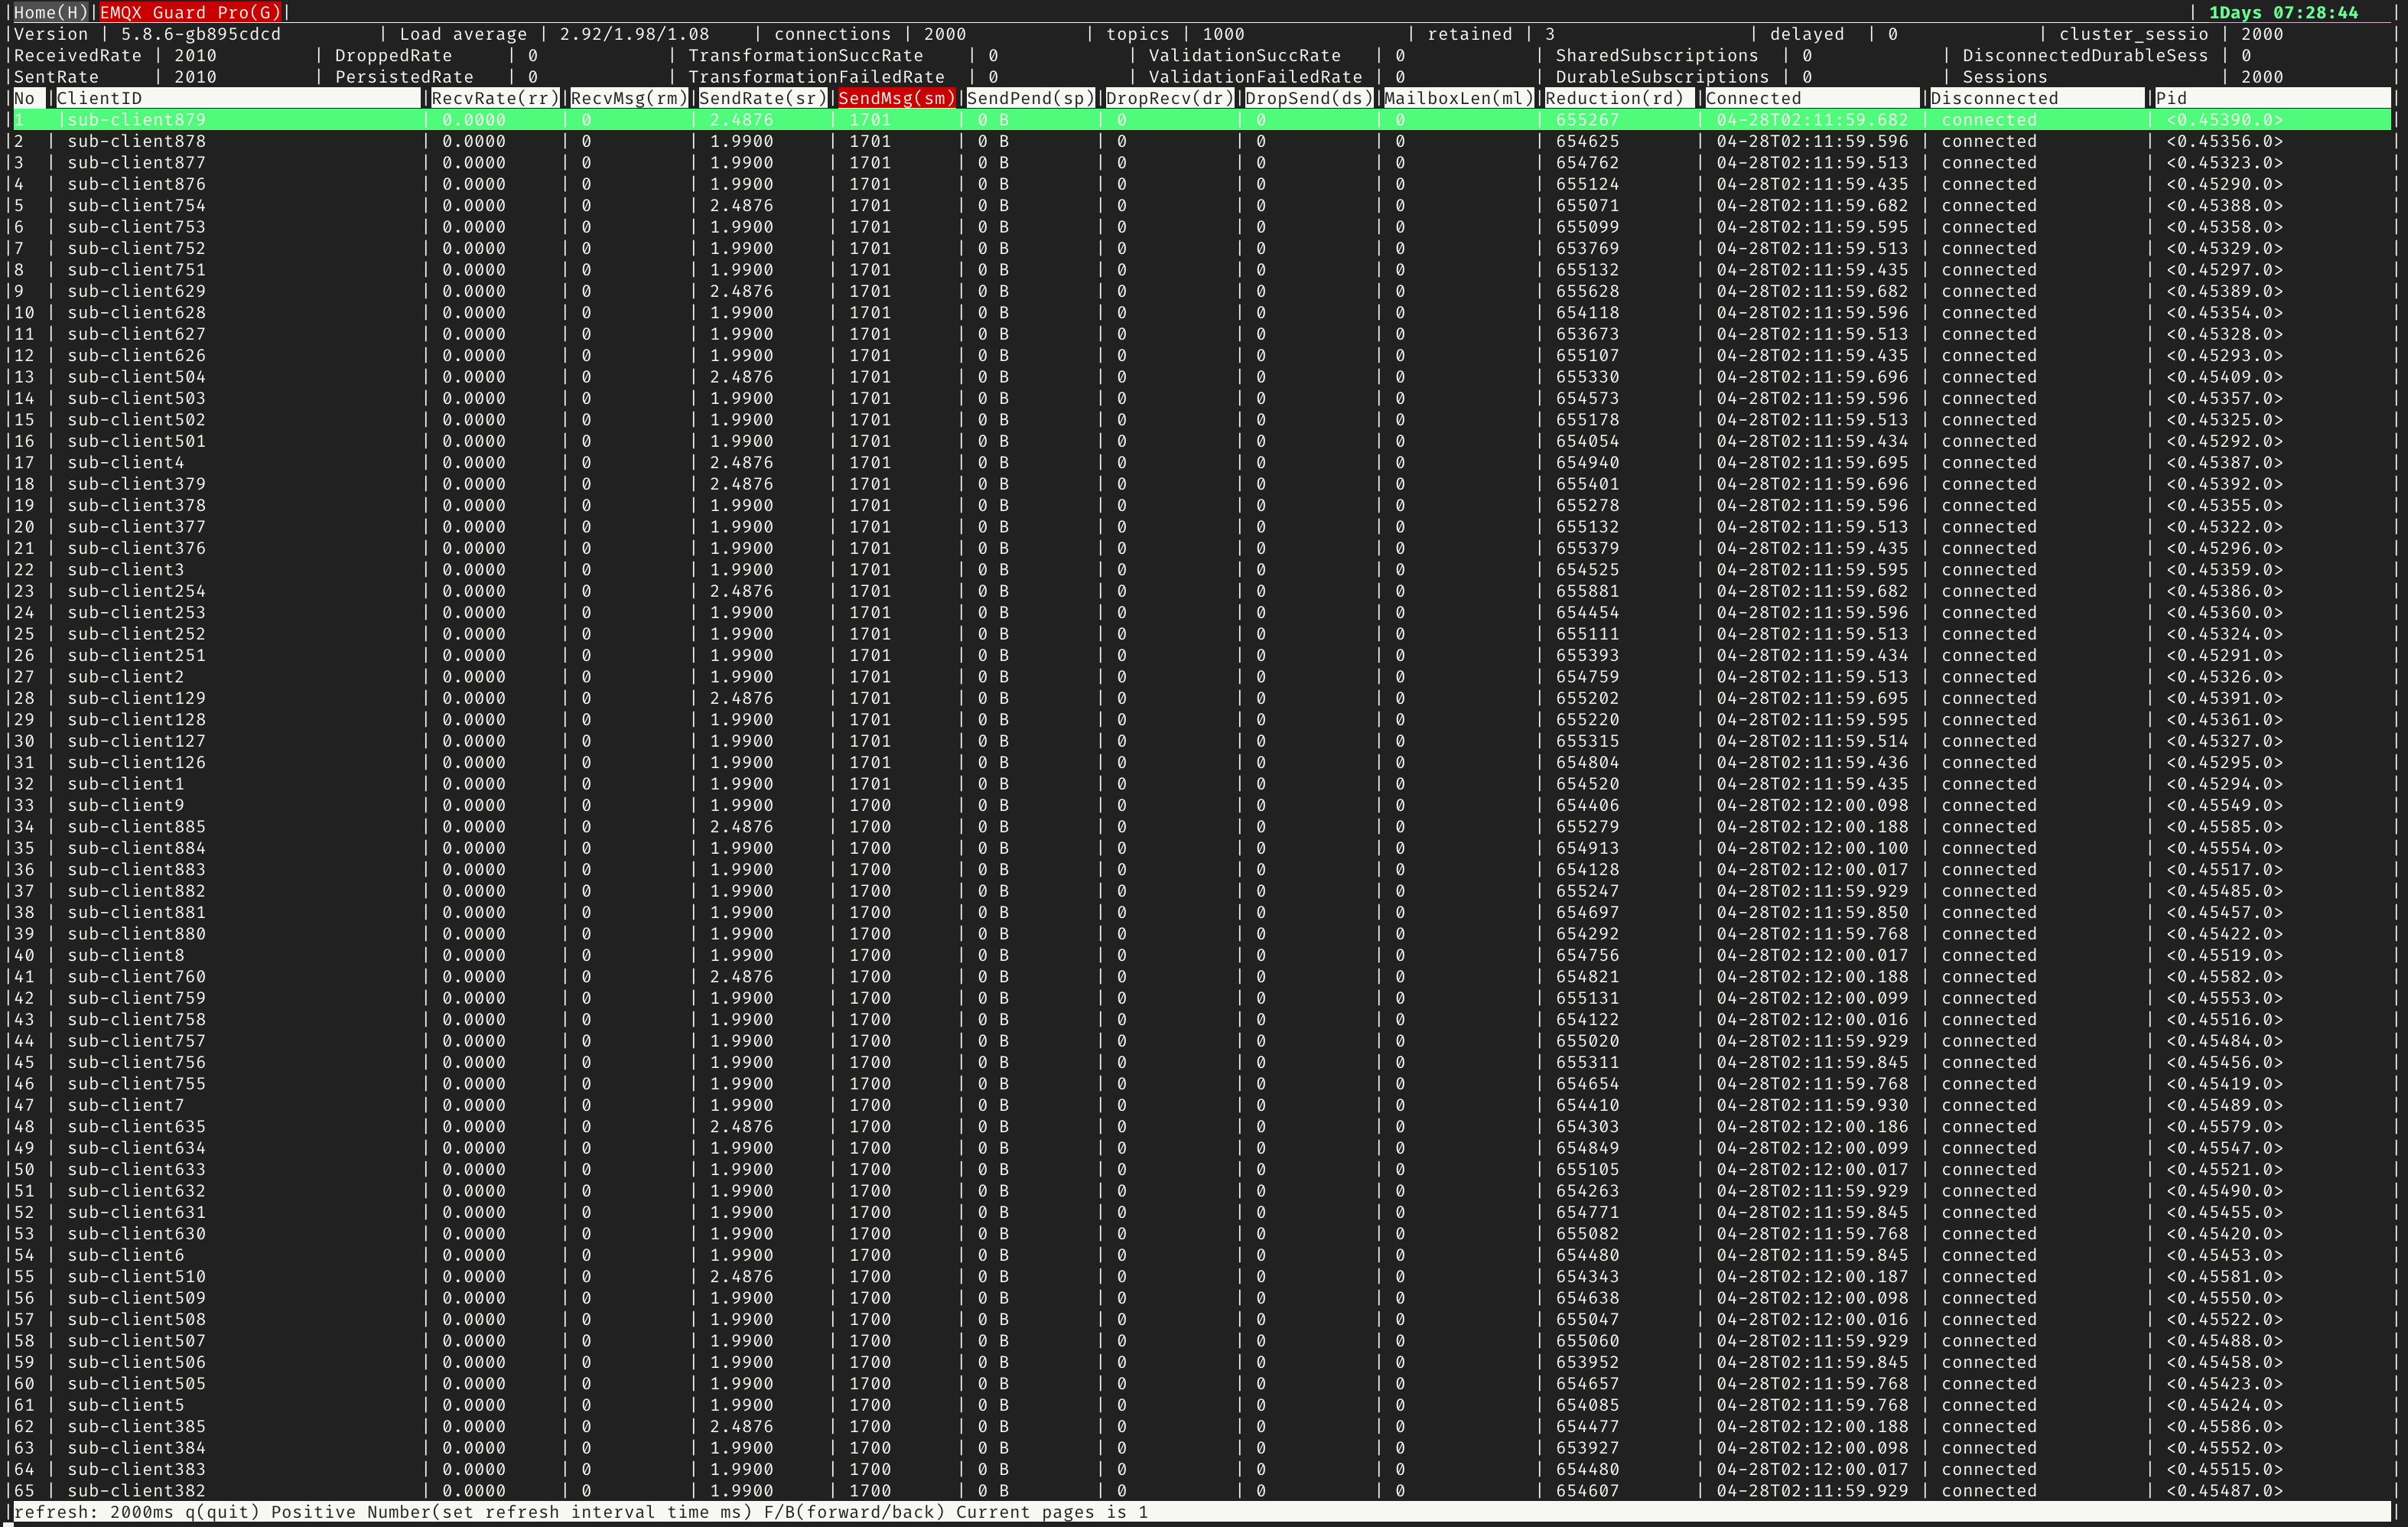 |Home(H)|EMQX Guard Pro(G)| | 1Days 07:28:44 |
|Version | 5.8.6-gb895cdcd | Load average | 2.92/1.98/1.08 | connections | 2000 | topics | 1000 | retained | 3 | delayed | 0 | cluster_sessio | 2000 |
|ReceivedRate | 2010 | DroppedRate | 0 | TransformationSuccRate | 0 | ValidationSuccRate | 0 | SharedSubscriptions | 0 | DisconnectedDurableSess | 0 |
|SentRate | 2010 | PersistedRate | 0 | TransformationFailedRate | 0 | ValidationFailedRate | 0 | DurableSubscriptions | 0 | Sessions | 2000 |
|No |ClientID |RecvRate(rr)|RecvMsg(rm)|SendRate(sr)|SendMsg(sm)|SendPend(sp)|DropRecv(dr)|DropSend(ds)|MailboxLen(ml)|Reduction(rd) |Connected |Disconnected |Pid |
|1 |sub-client879 | 0.0000 | 0 | 2.4876 | 1701 | 0 B | 0 | 0 | 0 | 655267 | 04-28T02:11:59.682 | connected | <0.45390.0> |
|2 | sub-client878 | 0.0000 | 0 | 1.9900 | 1701 | 0 B | 0 | 0 | 0 | 654625 | 04-28T02:11:59.596 | connected | <0.45356.0> |
|3 | sub-client877 | 0.0000 | 0 | 1.9900 | 1701 | 0 B | 0 | 0 | 0 | 654762 | 04-28T02:11:59.513 | connected | <0.45323.0> |
|4 | sub-client876 | 0.0000 | 0 | 1.9900 | 1701 | 0 B | 0 | 0 | 0 | 655124 | 04-28T02:11:59.435 | connected | <0.45290.0> |
|5 | sub-client754 | 0.0000 | 0 | 2.4876 | 1701 | 0 B | 0 | 0 | 0 | 655071 | 04-28T02:11:59.682 | connected | <0.45388.0> |
|6 | sub-client753 | 0.0000 | 0 | 1.9900 | 1701 | 0 B | 0 | 0 | 0 | 655099 | 04-28T02:11:59.595 | connected | <0.45358.0> |
|7 | sub-client752 | 0.0000 | 0 | 1.9900 | 1701 | 0 B | 0 | 0 | 0 | 653769 | 04-28T02:11:59.513 | connected | <0.45329.0> |
|8 | sub-client751 | 0.0000 | 0 | 1.9900 | 1701 | 0 B | 0 | 0 | 0 | 655132 | 04-28T02:11:59.435 | connected | <0.45297.0> |
|9 | sub-client629 | 0.0000 | 0 | 2.4876 | 1701 | 0 B | 0 | 0 | 0 | 655628 | 04-28T02:11:59.682 | connected | <0.45389.0> |
|10 | sub-client628 | 0.0000 | 0 | 1.9900 | 1701 | 0 B | 0 | 0 | 0 | 654118 | 04-28T02:11:59.596 | connected | <0.45354.0> |
|11 | sub-client627 | 0.0000 | 0 | 1.9900 | 1701 | 0 B | 0 | 0 | 0 | 653673 | 04-28T02:11:59.513 | connected | <0.45328.0> |
|12 | sub-client626 | 0.0000 | 0 | 1.9900 | 1701 | 0 B | 0 | 0 | 0 | 655107 | 04-28T02:11:59.435 | connected | <0.45293.0> |
|13 | sub-client504 | 0.0000 | 0 | 2.4876 | 1701 | 0 B | 0 | 0 | 0 | 655330 | 04-28T02:11:59.696 | connected | <0.45409.0> |
|14 | sub-client503 | 0.0000 | 0 | 1.9900 | 1701 | 0 B | 0 | 0 | 0 | 654573 | 04-28T02:11:59.596 | connected | <0.45357.0> |
|15 | sub-client502 | 0.0000 | 0 | 1.9900 | 1701 | 0 B | 0 | 0 | 0 | 655178 | 04-28T02:11:59.513 | connected | <0.45325.0> |
|16 | sub-client501 | 0.0000 | 0 | 1.9900 | 1701 | 0 B | 0 | 0 | 0 | 654054 | 04-28T02:11:59.434 | connected | <0.45292.0> |
|17 | sub-client4 | 0.0000 | 0 | 2.4876 | 1701 | 0 B | 0 | 0 | 0 | 654940 | 04-28T02:11:59.695 | connected | <0.45387.0> |
|18 | sub-client379 | 0.0000 | 0 | 2.4876 | 1701 | 0 B | 0 | 0 | 0 | 655401 | 04-28T02:11:59.696 | connected | <0.45392.0> |
|19 | sub-client378 | 0.0000 | 0 | 1.9900 | 1701 | 0 B | 0 | 0 | 0 | 655278 | 04-28T02:11:59.596 | connected | <0.45355.0> |
|20 | sub-client377 | 0.0000 | 0 | 1.9900 | 1701 | 0 B | 0 | 0 | 0 | 655132 | 04-28T02:11:59.513 | connected | <0.45322.0> |
|21 | sub-client376 | 0.0000 | 0 | 1.9900 | 1701 | 0 B | 0 | 0 | 0 | 655379 | 04-28T02:11:59.435 | connected | <0.45296.0> |
|22 | sub-client3 | 0.0000 | 0 | 1.9900 | 1701 | 0 B | 0 | 0 | 0 | 654525 | 04-28T02:11:59.595 | connected | <0.45359.0> |
|23 | sub-client254 | 0.0000 | 0 | 2.4876 | 1701 | 0 B | 0 | 0 | 0 | 655881 | 04-28T02:11:59.682 | connected | <0.45386.0> |
|24 | sub-client253 | 0.0000 | 0 | 1.9900 | 1701 | 0 B | 0 | 0 | 0 | 654454 | 04-28T02:11:59.596 | connected | <0.45360.0> |
|25 | sub-client252 | 0.0000 | 0 | 1.9900 | 1701 | 0 B | 0 | 0 | 0 | 655111 | 04-28T02:11:59.513 | connected | <0.45324.0> |
|26 | sub-client251 | 0.0000 | 0 | 1.9900 | 1701 | 0 B | 0 | 0 | 0 | 655393 | 04-28T02:11:59.434 | connected | <0.45291.0> |
|27 | sub-client2 | 0.0000 | 0 | 1.9900 | 1701 | 0 B | 0 | 0 | 0 | 654759 | 04-28T02:11:59.513 | connected | <0.45326.0> |
|28 | sub-client129 | 0.0000 | 0 | 2.4876 | 1701 | 0 B | 0 | 0 | 0 | 655202 | 04-28T02:11:59.695 | connected | <0.45391.0> |
|29 | sub-client128 | 0.0000 | 0 | 1.9900 | 1701 | 0 B | 0 | 0 | 0 | 655220 | 04-28T02:11:59.595 | connected | <0.45361.0> |
|30 | sub-client127 | 0.0000 | 0 | 1.9900 | 1701 | 0 B | 0 | 0 | 0 | 655315 | 04-28T02:11:59.514 | connected | <0.45327.0> |
|31 | sub-client126 | 0.0000 | 0 | 1.9900 | 1701 | 0 B | 0 | 0 | 0 | 654804 | 04-28T02:11:59.436 | connected | <0.45295.0> |
|32 | sub-client1 | 0.0000 | 0 | 1.9900 | 1701 | 0 B | 0 | 0 | 0 | 654520 | 04-28T02:11:59.435 | connected | <0.45294.0> |
|33 | sub-client9 | 0.0000 | 0 | 1.9900 | 1700 | 0 B | 0 | 0 | 0 | 654406 | 04-28T02:12:00.098 | connected | <0.45549.0> |
|34 | sub-client885 | 0.0000 | 0 | 2.4876 | 1700 | 0 B | 0 | 0 | 0 | 655279 | 04-28T02:12:00.188 | connected | <0.45585.0> |
|35 | sub-client884 | 0.0000 | 0 | 1.9900 | 1700 | 0 B | 0 | 0 | 0 | 654913 | 04-28T02:12:00.100 | connected | <0.45554.0> |
|36 | sub-client883 | 0.0000 | 0 | 1.9900 | 1700 | 0 B | 0 | 0 | 0 | 654128 | 04-28T02:12:00.017 | connected | <0.45517.0> |
|37 | sub-client882 | 0.0000 | 0 | 1.9900 | 1700 | 0 B | 0 | 0 | 0 | 655247 | 04-28T02:11:59.929 | connected | <0.45485.0> |
|38 | sub-client881 | 0.0000 | 0 | 1.9900 | 1700 | 0 B | 0 | 0 | 0 | 654697 | 04-28T02:11:59.850 | connected | <0.45457.0> |
|39 | sub-client880 | 0.0000 | 0 | 1.9900 | 1700 | 0 B | 0 | 0 | 0 | 654292 | 04-28T02:11:59.768 | connected | <0.45422.0> |
|40 | sub-client8 | 0.0000 | 0 | 1.9900 | 1700 | 0 B | 0 | 0 | 0 | 654756 | 04-28T02:12:00.017 | connected | <0.45519.0> |
|41 | sub-client760 | 0.0000 | 0 | 2.4876 | 1700 | 0 B | 0 | 0 | 0 | 654821 | 04-28T02:12:00.188 | connected | <0.45582.0> |
|42 | sub-client759 | 0.0000 | 0 | 1.9900 | 1700 | 0 B | 0 | 0 | 0 | 655131 | 04-28T02:12:00.099 | connected | <0.45553.0> |
|43 | sub-client758 | 0.0000 | 0 | 1.9900 | 1700 | 0 B | 0 | 0 | 0 | 654122 | 04-28T02:12:00.016 | connected | <0.45516.0> |
|44 | sub-client757 | 0.0000 | 0 | 1.9900 | 1700 | 0 B | 0 | 0 | 0 | 655020 | 04-28T02:11:59.929 | connected | <0.45484.0> |
|45 | sub-client756 | 0.0000 | 0 | 1.9900 | 1700 | 0 B | 0 | 0 | 0 | 655311 | 04-28T02:11:59.845 | connected | <0.45456.0> |
|46 | sub-client755 | 0.0000 | 0 | 1.9900 | 1700 | 0 B | 0 | 0 | 0 | 654654 | 04-28T02:11:59.768 | connected | <0.45419.0> |
|47 | sub-client7 | 0.0000 | 0 | 1.9900 | 1700 | 0 B | 0 | 0 | 0 | 654410 | 04-28T02:11:59.930 | connected | <0.45489.0> |
|48 | sub-client635 | 0.0000 | 0 | 2.4876 | 1700 | 0 B | 0 | 0 | 0 | 654303 | 04-28T02:12:00.186 | connected | <0.45579.0> |
|49 | sub-client634 | 0.0000 | 0 | 1.9900 | 1700 | 0 B | 0 | 0 | 0 | 654849 | 04-28T02:12:00.099 | connected | <0.45547.0> |
|50 | sub-client633 | 0.0000 | 0 | 1.9900 | 1700 | 0 B | 0 | 0 | 0 | 655105 | 04-28T02:12:00.017 | connected | <0.45521.0> |
|51 | sub-client632 | 0.0000 | 0 | 1.9900 | 1700 | 0 B | 0 | 0 | 0 | 654263 | 04-28T02:11:59.929 | connected | <0.45490.0> |
|52 | sub-client631 | 0.0000 | 0 | 1.9900 | 1700 | 0 B | 0 | 0 | 0 | 654771 | 04-28T02:11:59.845 | connected | <0.45455.0> |
|53 | sub-client630 | 0.0000 | 0 | 1.9900 | 1700 | 0 B | 0 | 0 | 0 | 655082 | 04-28T02:11:59.768 | connected | <0.45420.0> |
|54 | sub-client6 | 0.0000 | 0 | 1.9900 | 1700 | 0 B | 0 | 0 | 0 | 654480 | 04-28T02:11:59.845 | connected | <0.45453.0> |
|55 | sub-client510 | 0.0000 | 0 | 2.4876 | 1700 | 0 B | 0 | 0 | 0 | 654343 | 04-28T02:12:00.187 | connected | <0.45581.0> |
|56 | sub-client509 | 0.0000 | 0 | 1.9900 | 1700 | 0 B | 0 | 0 | 0 | 654638 | 04-28T02:12:00.098 | connected | <0.45550.0> |
|57 | sub-client508 | 0.0000 | 0 | 1.9900 | 1700 | 0 B | 0 | 0 | 0 | 655047 | 04-28T02:12:00.016 | connected | <0.45522.0> |
|58 | sub-client507 | 0.0000 | 0 | 1.9900 | 1700 | 0 B | 0 | 0 | 0 | 655060 | 04-28T02:11:59.929 | connected | <0.45488.0> |
|59 | sub-client506 | 0.0000 | 0 | 1.9900 | 1700 | 0 B | 0 | 0 | 0 | 653952 | 04-28T02:11:59.845 | connected | <0.45458.0> |
|60 | sub-client505 | 0.0000 | 0 | 1.9900 | 1700 | 0 B | 0 | 0 | 0 | 654657 | 04-28T02:11:59.768 | connected | <0.45423.0> |
|61 | sub-client5 | 0.0000 | 0 | 1.9900 | 1700 | 0 B | 0 | 0 | 0 | 654085 | 04-28T02:11:59.768 | connected | <0.45424.0> |
|62 | sub-client385 | 0.0000 | 0 | 2.4876 | 1700 | 0 B | 0 | 0 | 0 | 654477 | 04-28T02:12:00.188 | connected | <0.45586.0> |
|63 | sub-client384 | 0.0000 | 0 | 1.9900 | 1700 | 0 B | 0 | 0 | 0 | 653927 | 04-28T02:12:00.098 | connected | <0.45552.0> |
|64 | sub-client383 | 0.0000 | 0 | 1.9900 | 1700 | 0 B | 0 | 0 | 0 | 654480 | 04-28T02:12:00.017 | connected | <0.45515.0> |
|65 | sub-client382 | 0.0000 | 0 | 1.9900 | 1700 | 0 B | 0 | 0 | 0 | 654607 | 04-28T02:11:59.929 | connected | <0.45487.0> |
|refresh: 2000ms q(quit) Positive Number(set refresh interval time ms) F/B(forward/back) Current pages is 1 |